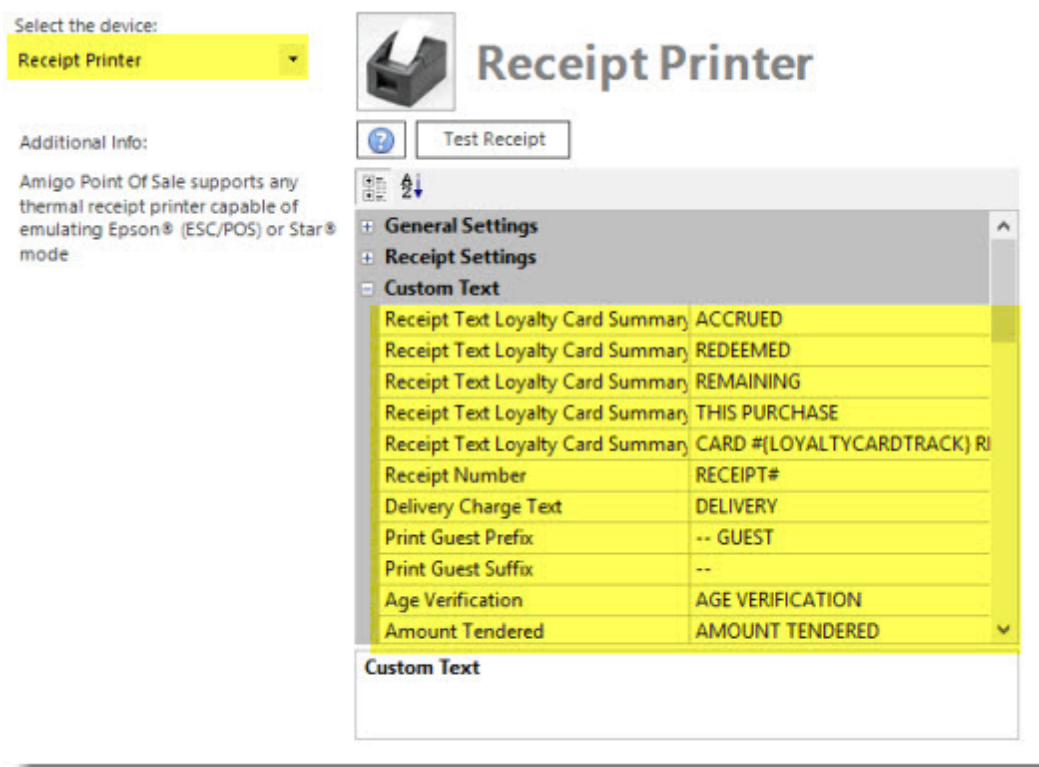 Select the device:
Receipt Printer
Additional Info:
Amigo Point Of Sale supports any
thermal receipt printer capable of
emulating Epson® (ESC/POS) or Star®
mode
Receipt Printer
Test Receipt
General Settings
Receipt Settings
Custom Text
Receipt Text Loyalty Card Summary ACCRUED
Receipt Text Loyalty Card Summary REDEEMED
Receipt Text Loyalty Card Summary REMAINING
Receipt Text Loyalty Card Summary THIS PURCHASE
Receipt Text Loyalty Card Summary CARD #{LOYALTYCARDTRACK}
Receipt Number RECEIPT#
Delivery Charge Text DELIVERY
Print Guest Prefix -- GUEST
Print Guest Suffix --
Age Verification AGE VERIFICATION
Amount Tendered AMOUNT TENDERED
Custom Text